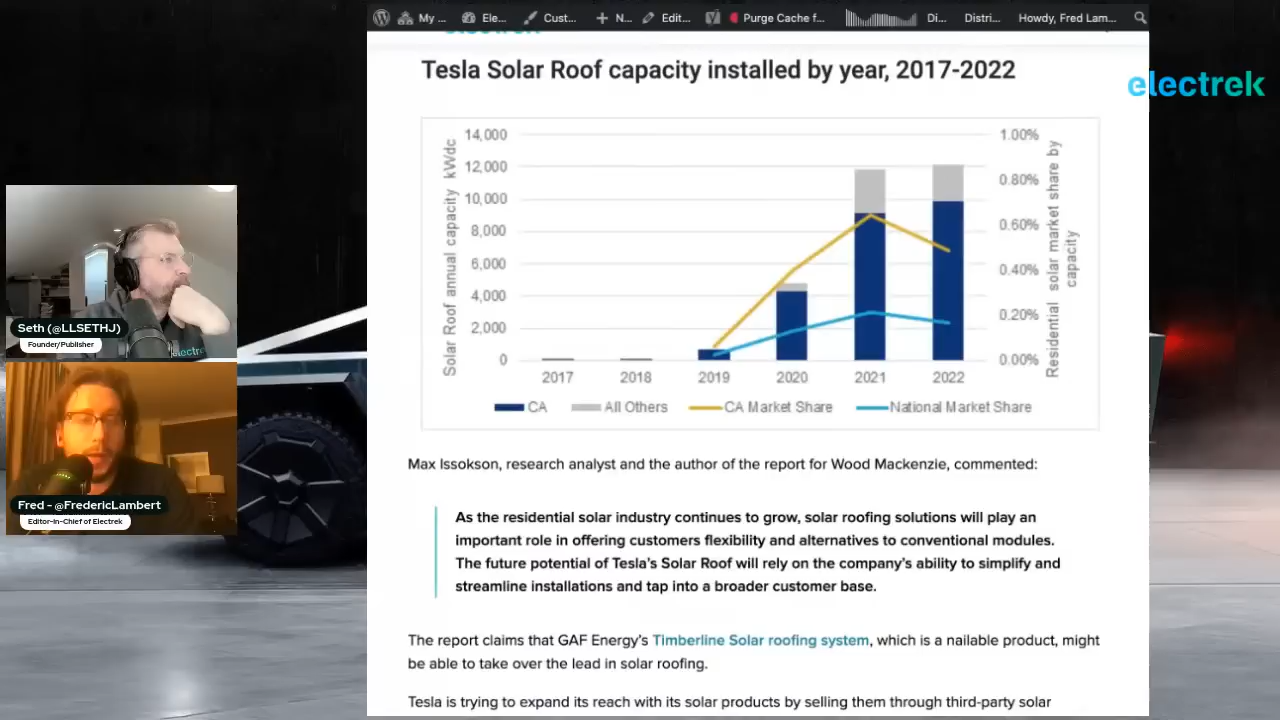 My ...
Ele...
Cust...
N...
Edit...
Purge Cache f...
Di...
Distri...
Howdy, Fred Lam...
electrek
Tesla Solar Roof capacity installed by year, 2017-2022
electrek
Solar Roof annual capacity kWdc
14,000
12,000
10,000
8,000
6,000
4,000
2,000
0
1.00%
0.80%
0.60%
0.40%
0.20%
0.00%
Residential solar market share by
capacity
2017 2018 2019 2020 2021 2022
CA All Others CA Market Share National Market Share
Seth (@LLSETHJ)
Founder/Publisher
electrek
Fred - @FredericLambert
Editor-in-Chief of Electrek
Max Issokson, research analyst and the author of the report for Wood Mackenzie, commented:
As the residential solar industry continues to grow, solar roofing solutions will play an
important role in offering customers flexibility and alternatives to conventional modules.
The future potential of Tesla's Solar Roof will rely on the company's ability to simplify and
streamline installations and tap into a broader customer base.
The report claims that GAF Energy's Timberline Solar roofing system, which is a nailable product, might
be able to take over the lead in solar roofing.
Tesla is trying to expand its reach with its solar products by selling them through third-party solar